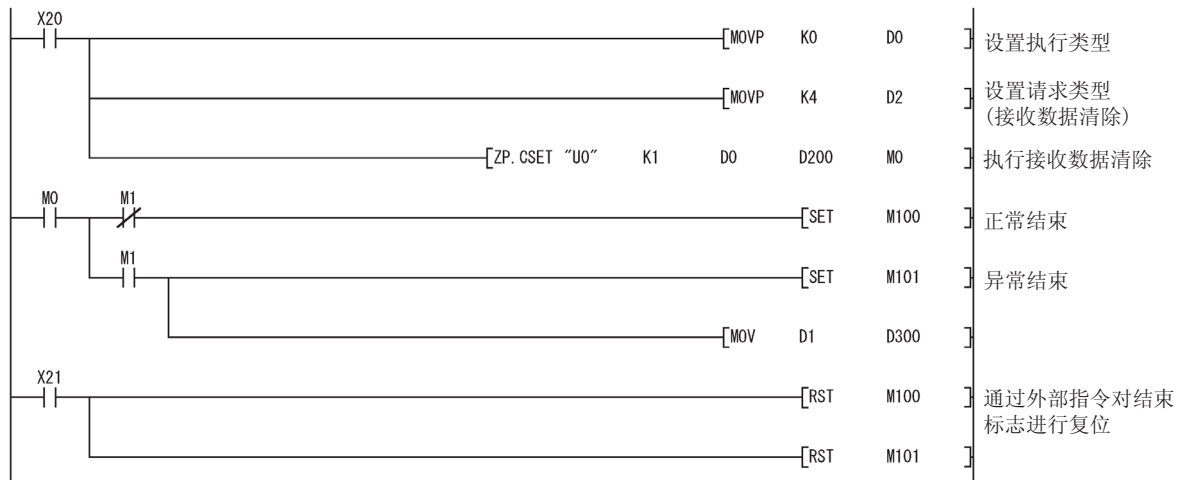 X20
[MOVP K0 D0 ] 设置执行类型
[MOVP K4 D2 ] 设置请求类型
(接收数据清除)
[ZP.CSET "U0" K1 D0 D200 M0 ] 执行接收数据清除
M0 M1
[SET M100 ] 正常结束
M1
[SET M101 ] 异常结束
[MOV D1 D300 ]
X21
[RST M100 ] 通过外部指令对结束
标志进行复位
[RST M101 ]